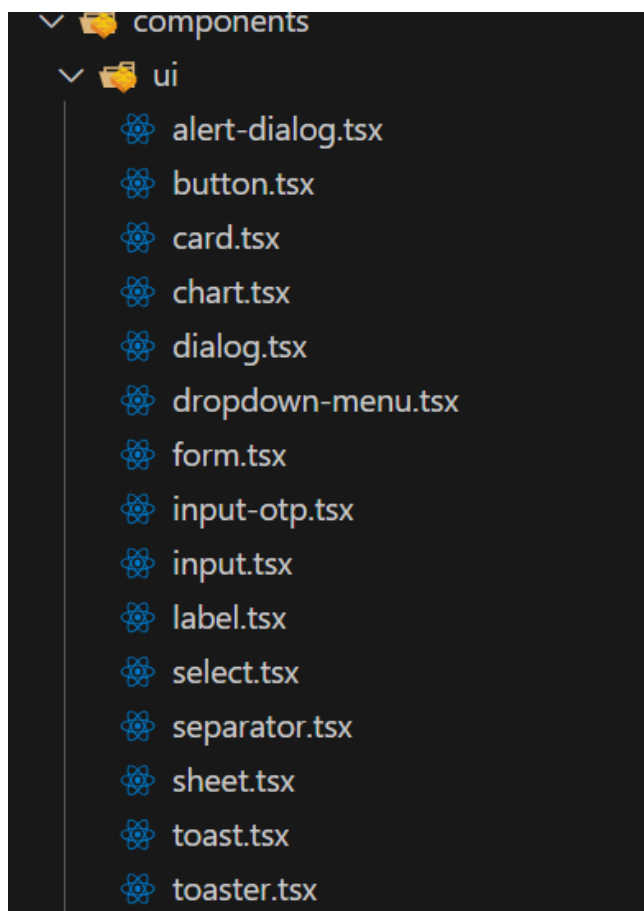 components
ui
alert-dialog.tsx
button.tsx
card.tsx
chart.tsx
dialog.tsx
dropdown-menu.tsx
form.tsx
input-otp.tsx
input.tsx
label.tsx
select.tsx
separator.tsx
sheet.tsx
toast.tsx
toaster.tsx